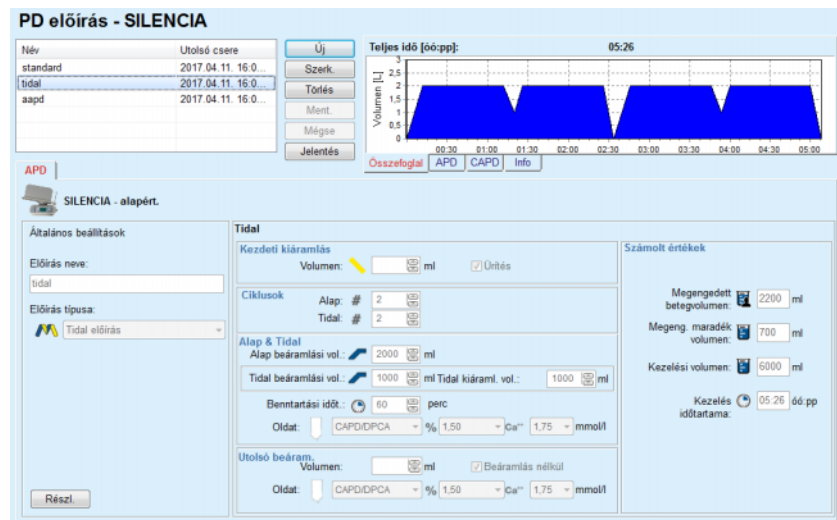 PD előírás - SILENCIA
Név Utolsó csere
standard 2017.04.11. 16:0...
tidal 2017.04.11. 16:0...
aapd 2017.04.11. 16:0...
Új
Szerk.
Törlés
Ment.
Mégse
Jelentés
Teljes idő [óó:pp]: 05:26
Volumen [L]
3
2,5
2
1,5
1
0,5
0
00:30 01:00 01:30 02:00 02:30 03:00 03:30 04:00 04:30 05:00
Összefoglal APD CAPD Info
APD
SILENCIA - alapért.
Általános beállítások
Előírás neve:
tidal
Előírás típusa:
Tidal előírás
Részl.
Tidal
Kezdeti kiáramlás
Volumen: ml Ürítés
Ciklusok
Alap: # 2
Tidal: # 2
Alap & Tidal
Alap beáramlási vol.: 2000 ml
Tidal beáramlási vol.: 1000 ml Tidal kiáraml. vol.: 1000 ml
Benntartási időt.: 60 perc
Oldat: CAPD/DPCA % 1,50 Ca++ 1,75 mmol/l
Utolsó beáram.
Volumen: ml Beáramlás nélkül
Oldat: CAPD/DPCA % 1,50 Ca++ 1,75 mmol/l
Számolt értékek
Megengedett
betegvolumen: 2200 ml
Megeng. maradék
volumen: 700 ml
Kezelési volumen: 6000 ml
Kezelés
időtartama: 05:26 óó:pp